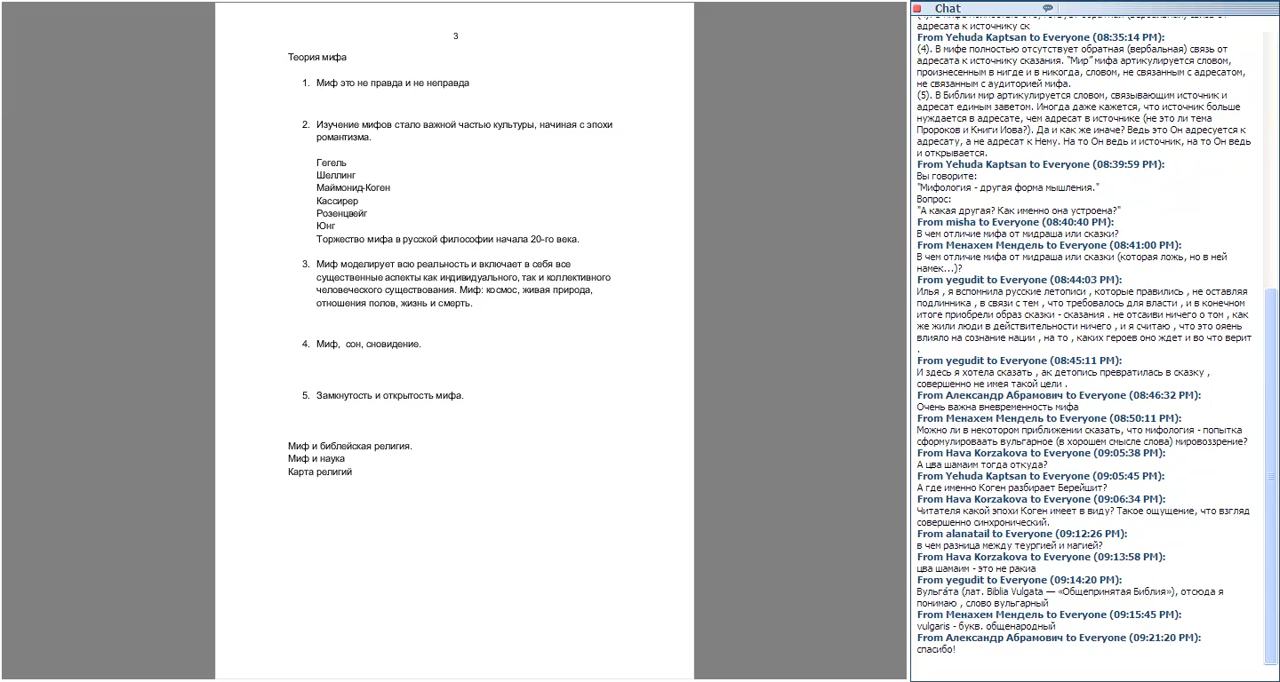 3
Теория мифа
1. Миф это не правда и не неправда
2. Изучение мифов стало важной частью культуры, начиная с эпохи
романтизма.
Гегель
Шеллинг
Маймонид-Коген
Кассирер
Розенцвейг
Юнг
Торжество мифа в русской философии начала 20-го века.
3. Миф моделирует всю реальность и включает в себя все
существенные аспекты как индивидуального, так и коллективного
человеческого существования. Миф: космос, живая природа,
отношения полов, жизнь и смерть.
4. Миф, сон, сновидение.
5. Замкнутость и открытость мифа.
Миф и библейская религия.
Миф и наука
Карта религий
Chat
адресата к источнику ск
From Yehuda Kaptsan to Everyone (08:35:14 PM):
(4). В мифе полностью отсутствует обратная (вербальная) связь от
адресата к источнику сказания. "Мир" мифа артикулируется словом,
произнесенным в нигде и в никогда, словом, не связанным с адресатом,
не связанным с аудиторией мифа.
(5). В Библии мир артикулируется словом, связывающим источник и
адресат единым заветом. Иногда даже кажется, что источник больше
нуждается в адресате, чем адресат в источнике (не это ли тема
Пророков и Книги Иова?). Да и как же иначе? Ведь это Он адресуется к
адресату, а не адресат к Нему. На то Он ведь и источник, на то Он ведь
и открывается.
From Yehuda Kaptsan to Everyone (08:39:59 PM):
Вы говорите:
"Мифология - другая форма мышления."
Вопрос:
"А какая другая? Как именно она устроена?"
From misha to Everyone (08:40:40 PM):
В чем отличие мифа от мидраша или сказки?
From Менахем Мендель to Everyone (08:41:00 PM):
В чем отличие мифа от мидраша или сказки (которая ложь, но в ней
намек...)?
From yegudit to Everyone (08:44:03 PM):
Илья , я вспомнила русские летописи , которые правились , не оставляя
подлинника , в связи с тем , что требовалось для власти , и в конечном
итоге приобрели образ сказки - сказания . не отсаиви ничего о том , как
же жили люди в действительности ничего , и я считаю , что это ояень
влияло на сознание нации , на то , каких героев оно ждет и во что верит
.
From yegudit to Everyone (08:45:11 PM):
И здесь я хотела сказать , ак детопись превратилась в сказку ,
совершенно не имея такой цели .
From Александр Абрамович to Everyone (08:46:32 PM):
Очень важна вневременность мифа
From Менахем Мендель to Everyone (08:50:11 PM):
Можно ли в некотором приближении сказать, что мифология - попытка
сформулироваать вульгарное (в хорошем смысле слова) мировоззрение?
From Hava Korzakova to Everyone (09:05:38 PM):
А цва шамаим тогда откуда?
From Yehuda Kaptsan to Everyone (09:05:45 PM):
А где именно Коген разбирает Берейшит?
From Hava Korzakova to Everyone (09:06:34 PM):
Читателя какой эпохи Коген имеет в виду? Такое ощущение, что взгляд
совершенно синхронический.
From alanatail to Everyone (09:12:26 PM):
в чем разница между теургией и магией?
From Hava Korzakova to Everyone (09:13:58 PM):
цва шамаим - это не ракиа
From yegudit to Everyone (09:14:20 PM):
Вульга́та (лат. Biblia Vulgata — «Общепринятая Библия»), отсюда я
понимаю , слово вульгарный
From Менахем Мендель to Everyone (09:15:45 PM):
vulgaris - букв. общенародный
From Александр Абрамович to Everyone (09:21:20 PM):
спасибо!